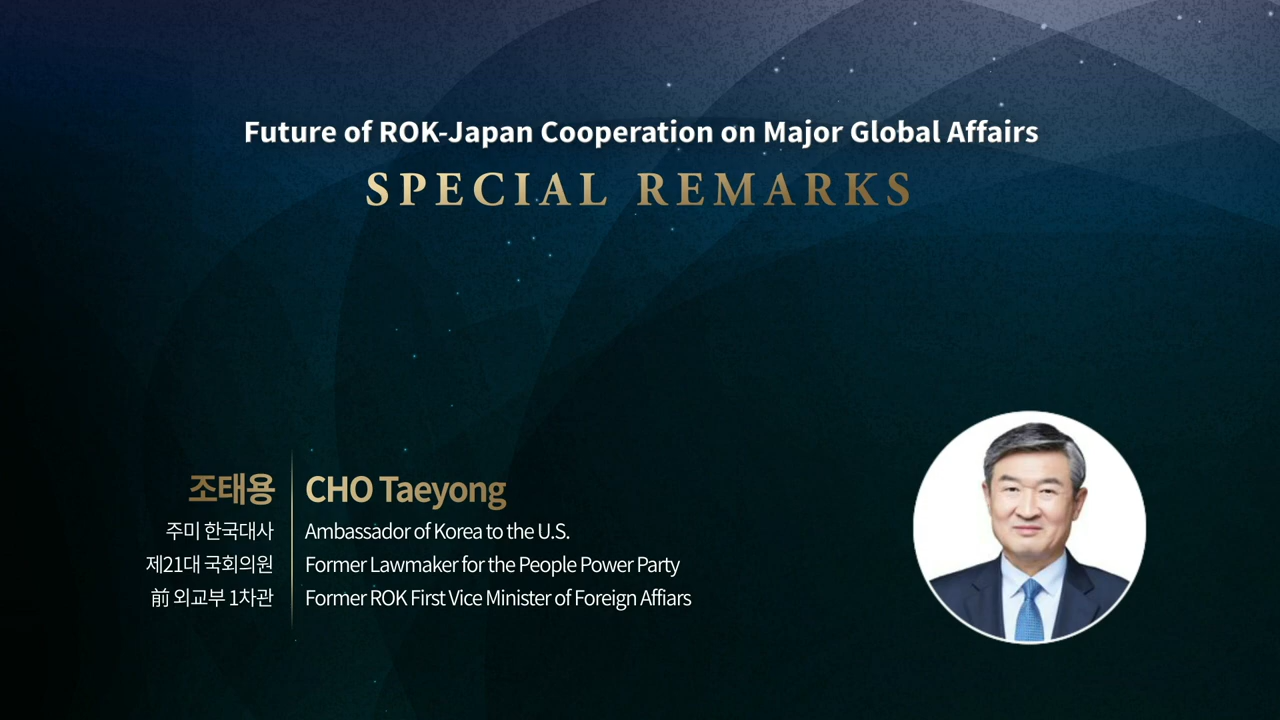 Future of ROK-Japan Cooperation on Major Global Affairs
SPECIAL REMARKS
조태용
주미 한국대사
제21대 국회의원
前 외교부 1차관
CHO Taeyong
Ambassador of Korea to the U.S.
Former Lawmaker for the People Power Party
Former ROK First Vice Minister of Foreign Affiars